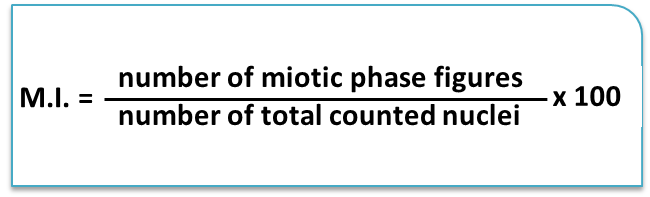 number of miotic phase figures
M.I. = x 100
number of total counted nuclei